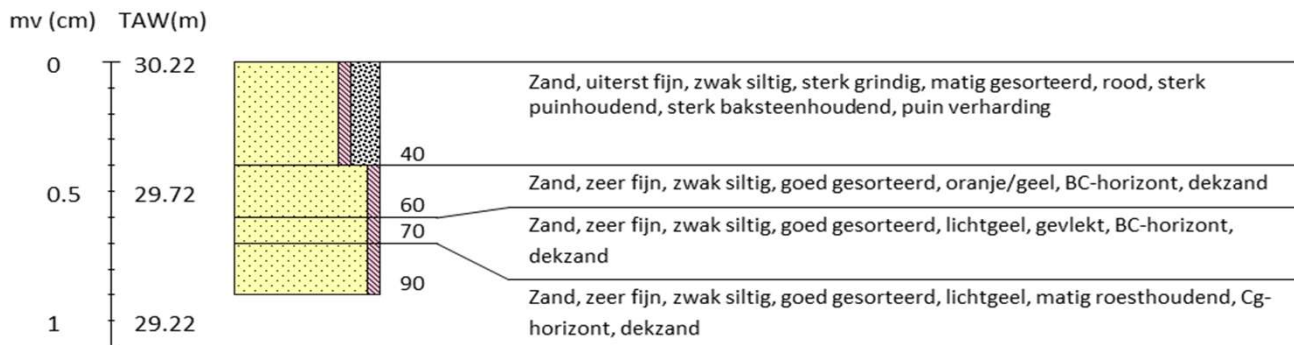 mv (cm) TAW(m)
0 30.22
Zand, uiterst fijn, zwak siltig, sterk grindig, matig gesorteerd, rood, sterk
puinhoudend, sterk baksteenhoudend, puin verharding
40
Zand, zeer fijn, zwak siltig, goed gesorteerd, oranje/geel, BC-horizont, dekzand
0.5 29.72
60
Zand, zeer fijn, zwak siltig, goed gesorteerd, lichtgeel, gevlekt, BC-horizont,
dekzand
70
90
Zand, zeer fijn, zwak siltig, goed gesorteerd, lichtgeel, matig roesthoudend, Cg-
horizont, dekzand
1 29.22